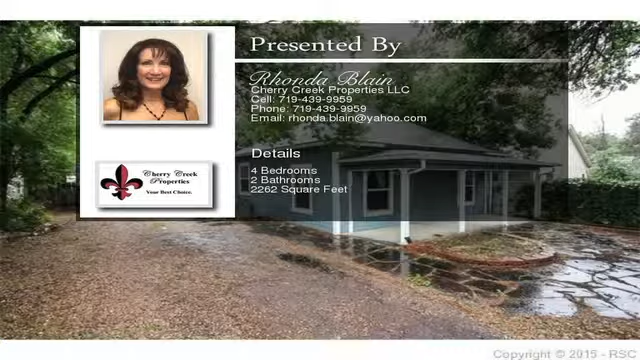 Presented By
Rhonda Blain
Cherry Creek Properties LLC
Cell: 719-439-9959
Phone: 719-439-9959
Email: rhonda.blain@yahoo.com
Cherry Creek
Properties
Your Best Choice.
Details
4 Bedrooms
2 Bathrooms
2262 Square Feet
Copyright © 2015 - RSC